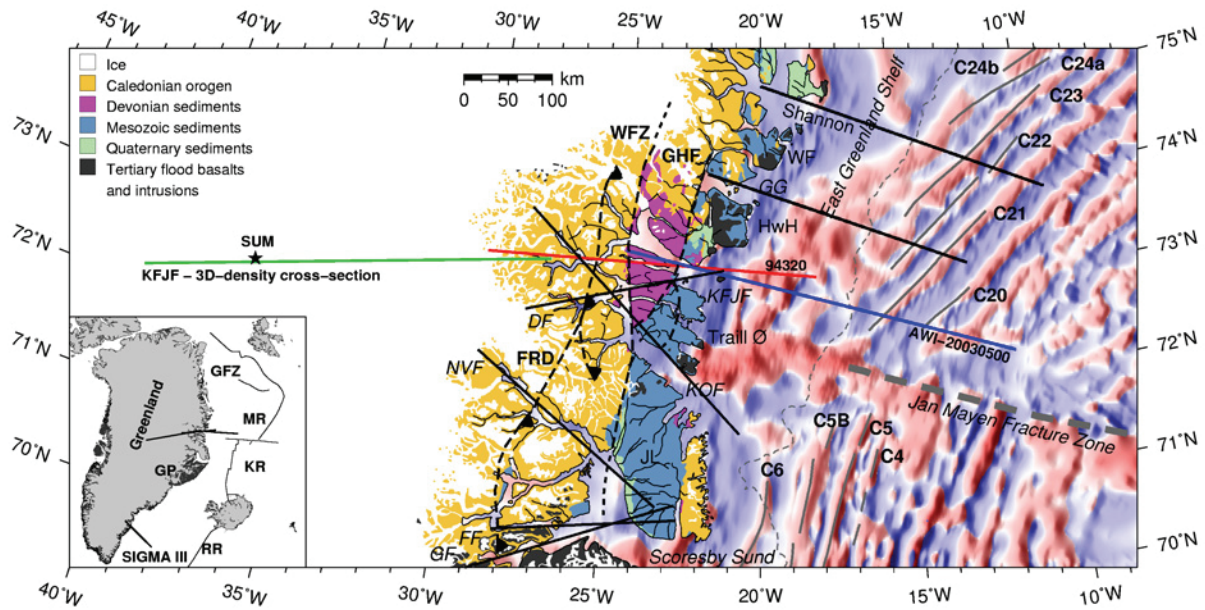 45°W
40°W
35°W
30°W
25°W
20°W
15°W
10°W
75°N
74°N
73°N
72°N
71°N
70°N
73°N
72°N
71°N
70°N
40°W
35°W
30°W
25°W
20°W
15°W
10°W
Ice
Caledonian orogen
Devonian sediments
Mesozoic sediments
Quaternary sediments
Tertiary flood basalts
and intrusions
km
0 50 100
WFZ
GHF
Shannon
WF
GG
HwH
East Greenland Shelf
C24b
C24a
C23
C22
C21
C20
SUM
KFJF – 3D–density cross–section
94320
AWI–20030500
KFJF
DF
Traill Ø
FRD
NVF
KOF
Jan Mayen Fracture Zone
C5B
C5
C4
C6
JL
FF
GF
Scoresby Sund
Greenland
GFZ
MR
GP
KR
SIGMA III
RR